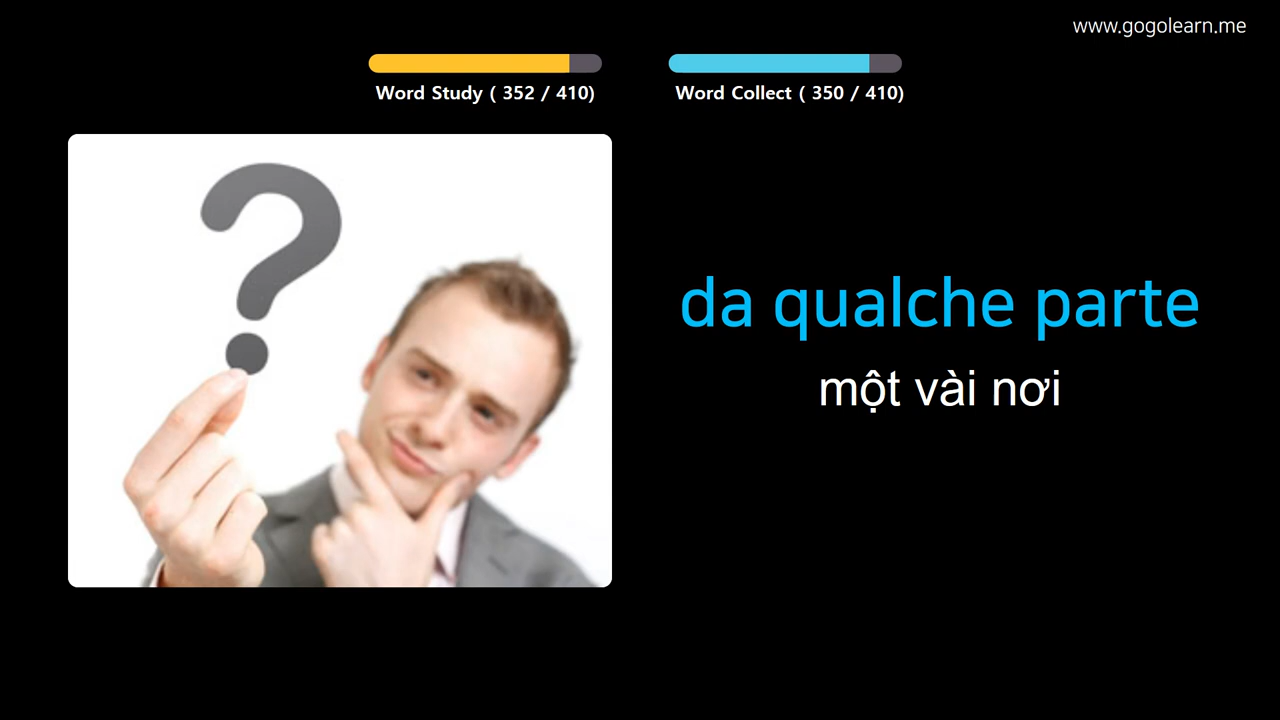 www.gogolearn.me
Word Study ( 352 / 410)
Word Collect ( 350 / 410)
da qualche parte
một vài nơi